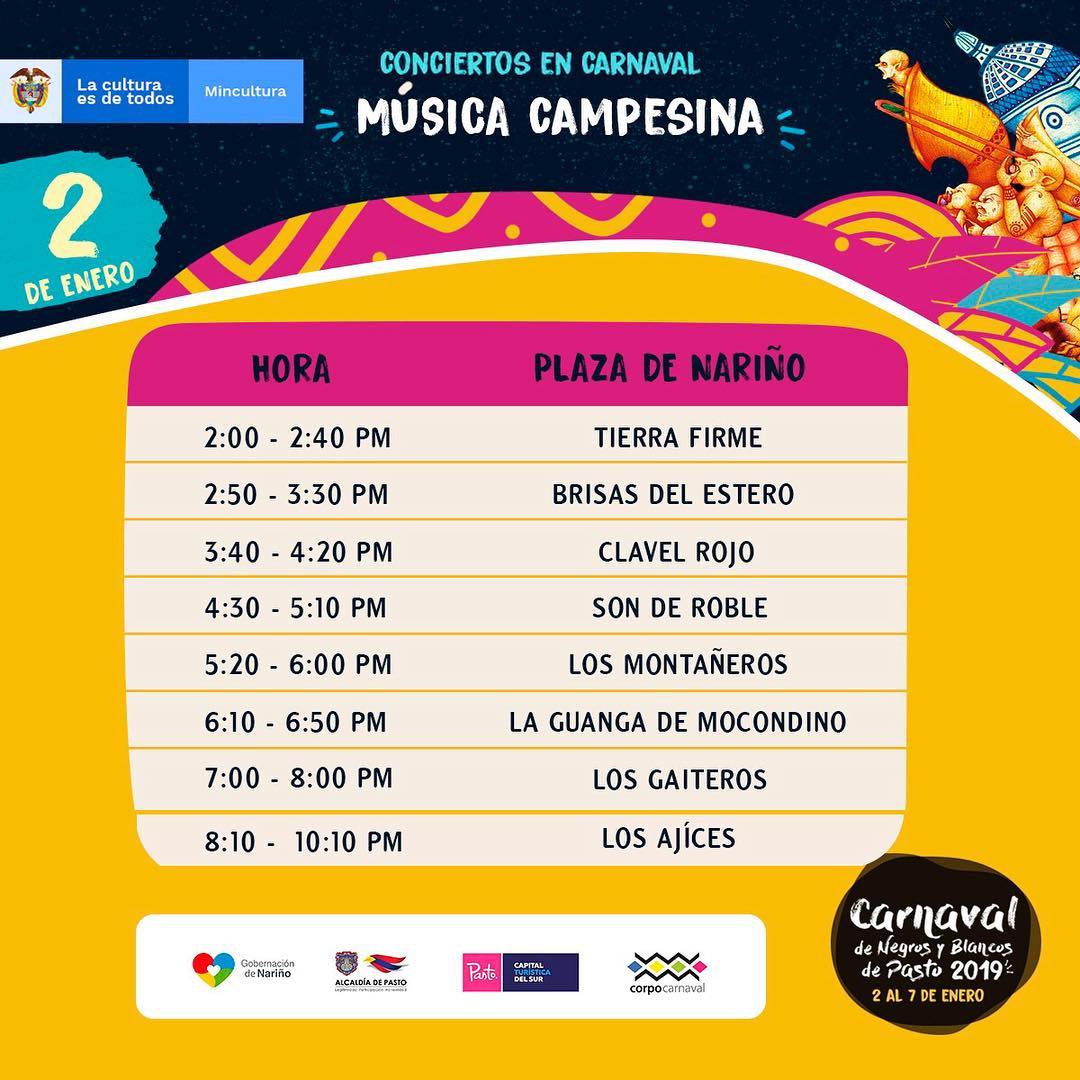 La cultura
es de todos
Mincultura
CONCIERTOS EN CARNAVAL
MÚSICA CAMPESINA
2
DE ENERO
HORA PLAZA DE NARIÑO
2:00 - 2:40 PM TIERRA FIRME
2:50 - 3:30 PM BRISAS DEL ESTERO
3:40 - 4:20 PM CLAVEL ROJO
4:30 - 5:10 PM SON DE ROBLE
5:20 - 6:00 PM LOS MONTAÑEROS
6:10 - 6:50 PM LA GUANGA DE MOCONDINO
7:00 - 8:00 PM LOS GAITEROS
8:10 - 10:10 PM LOS AJÍCES
Gobernación
de Nariño
ALCALDÍA DE PASTO
Pasto
CAPITAL
TURÍSTICA
DEL SUR
corpocarnaval
Carnaval
de Negros y Blancos
de Pasto 2019
2 AL 7 DE ENERO